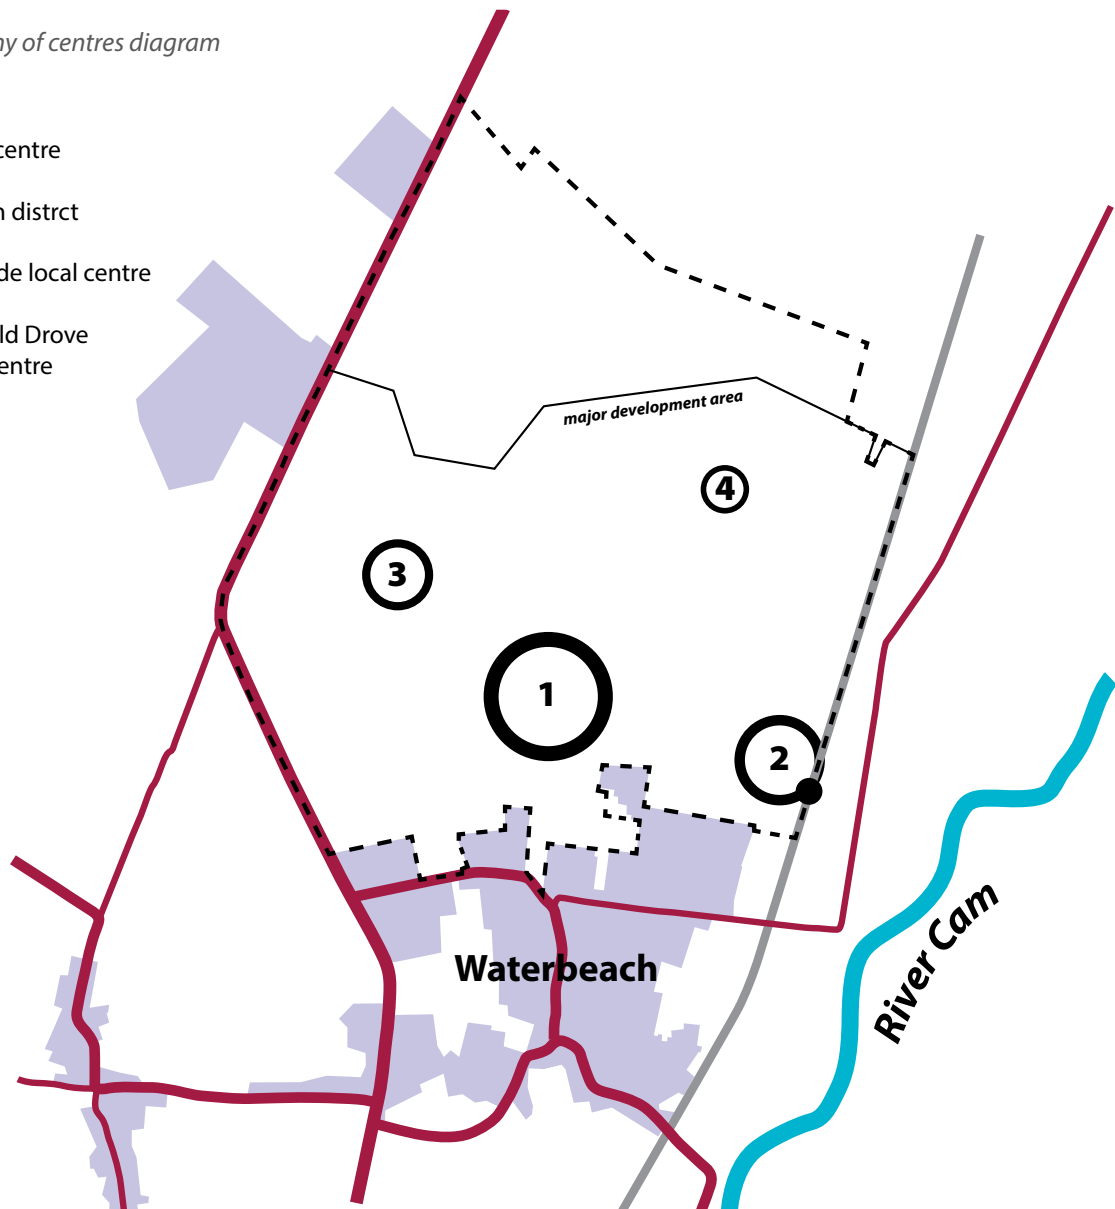 ny of centres diagram
centre
n distrct
de local centre
ld Drove
entre
major development area
4
3
1
2
Waterbeach
River Cam